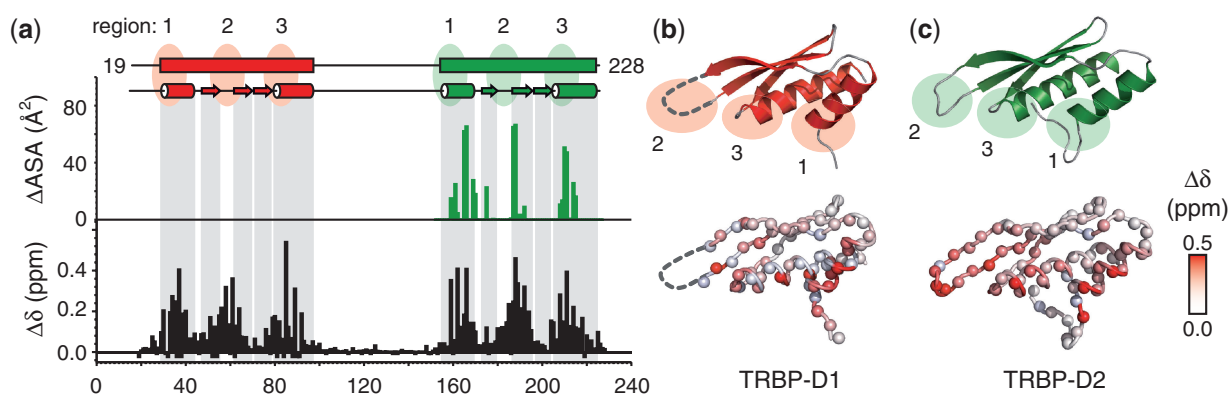 (a) region: 1 2 3 1 2 3
19 228
ΔASA (Å²)
80
40
0
Δδ (ppm)
0.4
0.2
0.0
0 40 80 120 160 200 240
(b)
2 3 1
TRBP-D1
(c)
2 3 1
TRBP-D2
Δδ
(ppm)
0.5
0.0